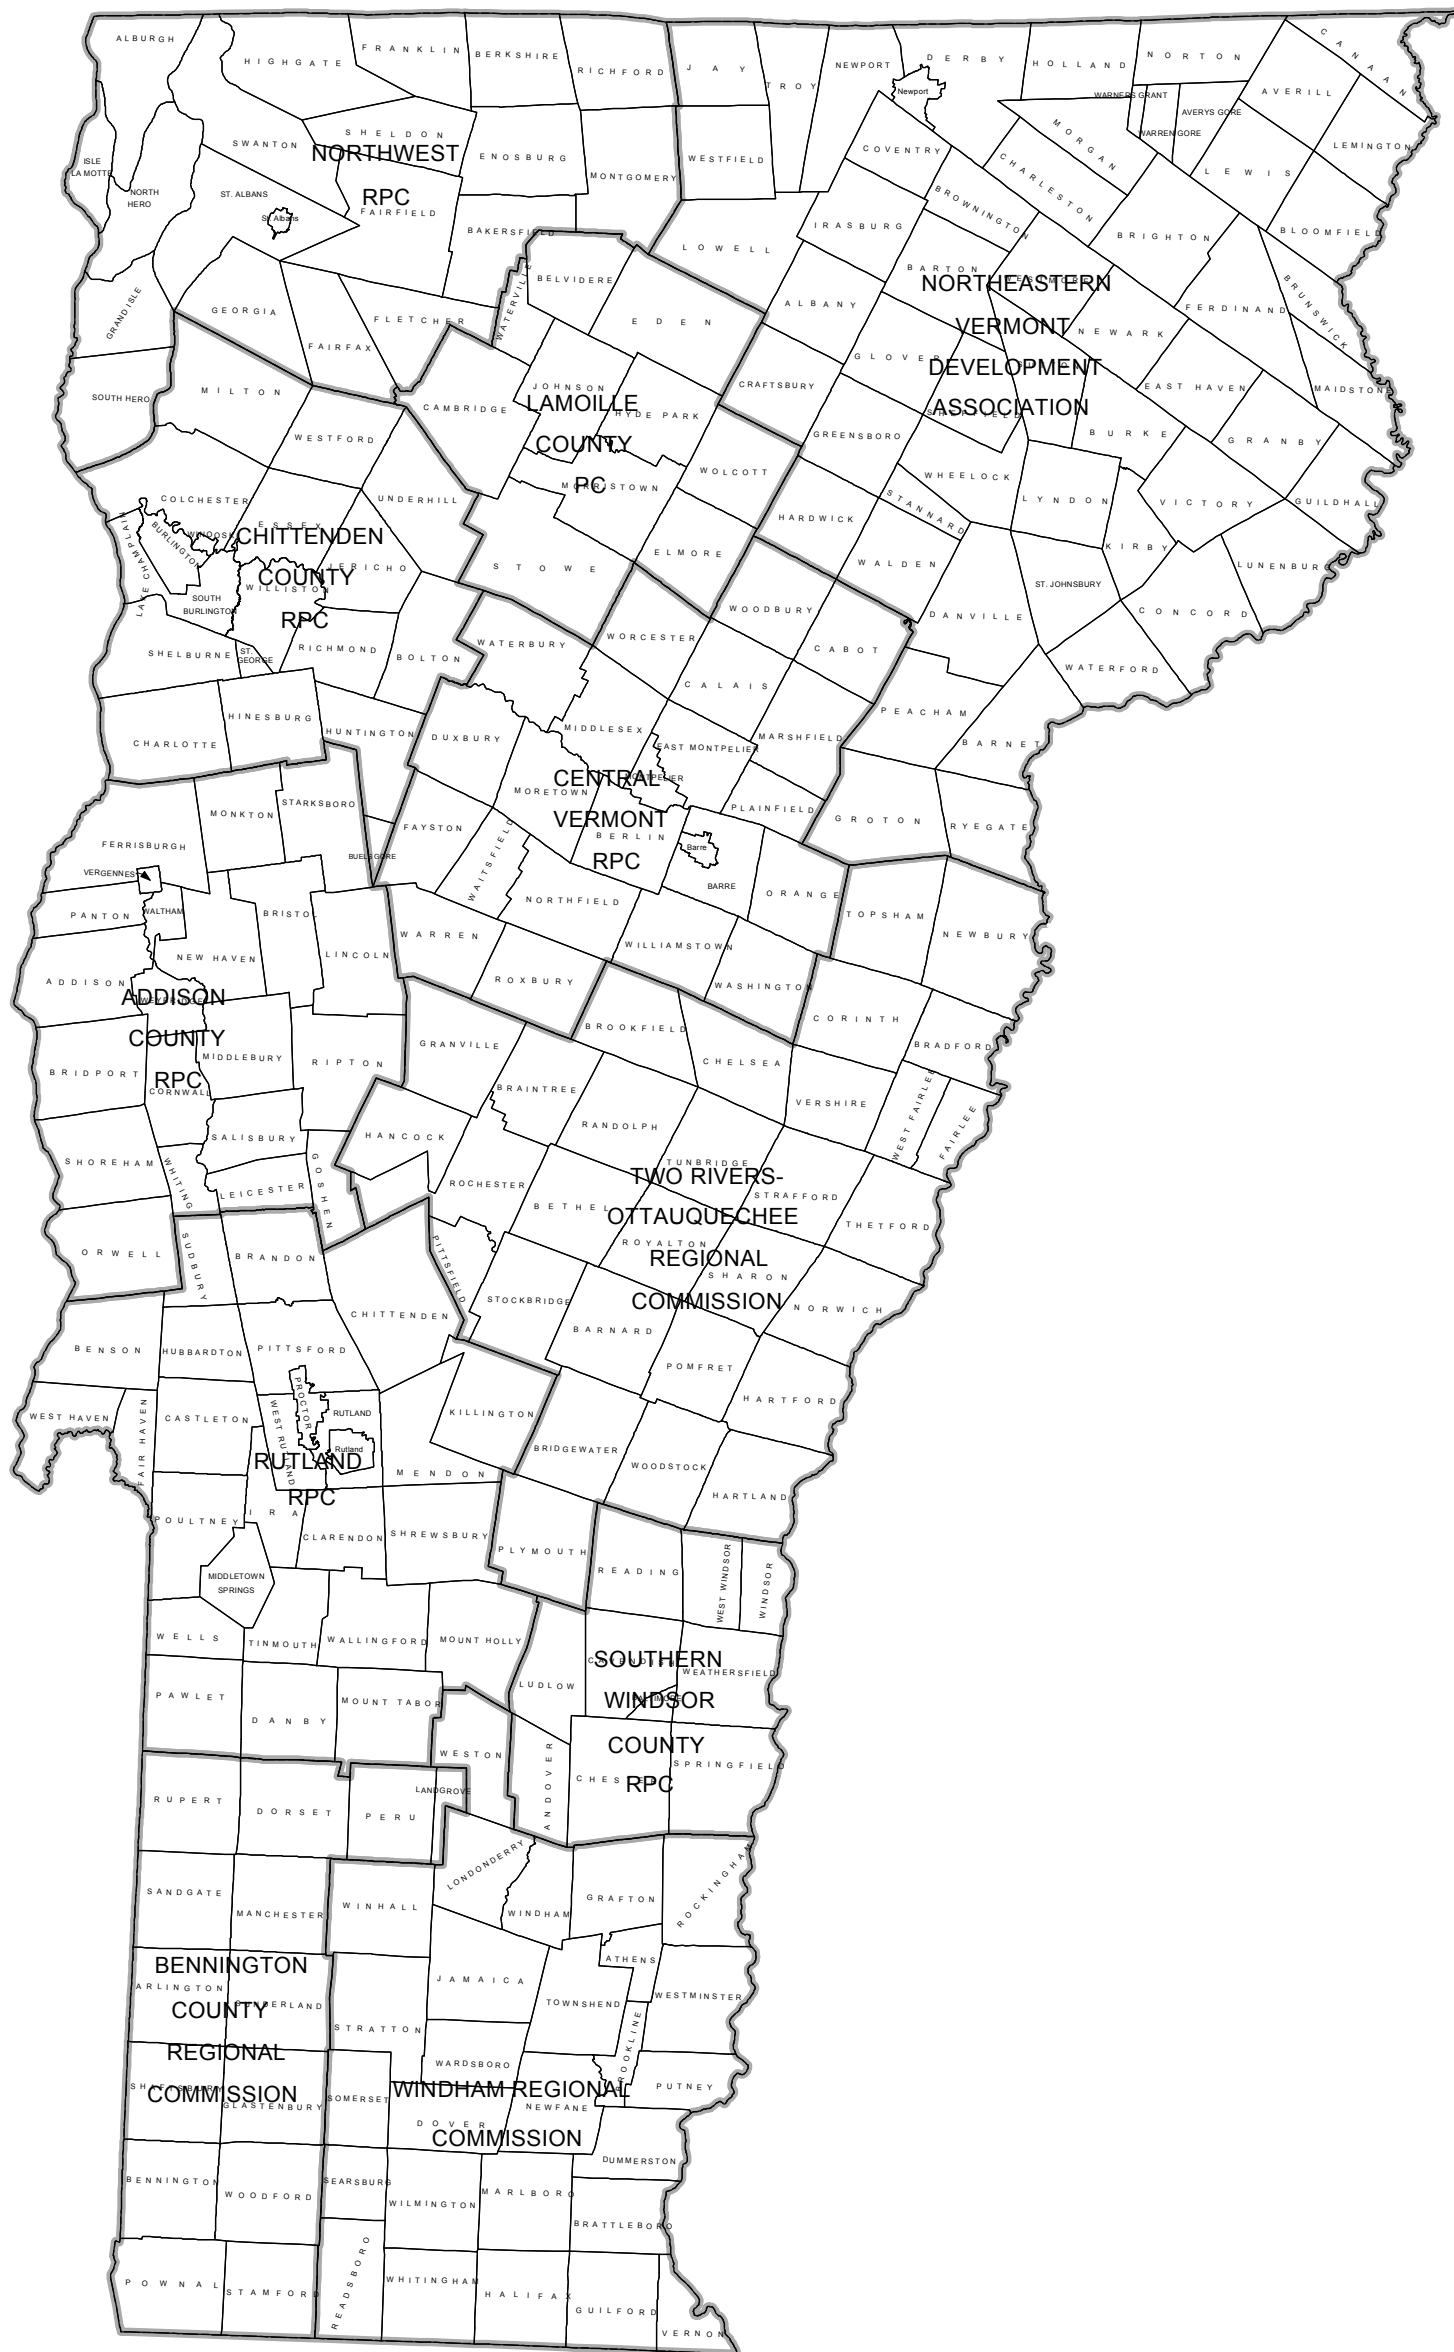 ALBURGH
HIGHGATE
FRANKLIN
BERKSHIRE
RICHFORD
JAY
TROY
NEWPORT
Newport
DERBY
HOLLAND
NORTON
CANAAN
WARNERS GRANT
AVERYS GORE
WARREN GORE
AVERILL
LEMINGTON
LEWIS
ISLE
LA MOTTE
NORTH
HERO
SWANTON
SHELDON
NORTHWEST
RPC
ST. ALBANS
St. Albans
FAIRFIELD
ENOSBURG
MONTGOMERY
BAKERSFIELD
WESTFIELD
LOWELL
COVENTRY
BROWNINGTON
CHARLESTON
MORGAN
BRIGHTON
BLOOMFIELD
BRUNSWICK
IRASBURG
BARTON
NORTHEASTERN
VERMONT
DEVELOPMENT
ASSOCIATION
NEWARK
FERDINAND
MAIDSTONE
GRAND ISLE
GEORGIA
FAIRFAX
FLETCHER
WATERVILLE
BELVIDERE
EDEN
ALBANY
GLOVER
SHEFFIELD
EAST HAVEN
SOUTH HERO
MILTON
WESTFORD
CAMBRIDGE
JOHNSON
LAMOILLE
COUNTY
PC
HYDE PARK
MORRISTOWN
CRAFTSBURY
GREENSBORO
WOLCOTT
WHEELOCK
BURKE
GRANBY
COLCHESTER
ESSEX
UNDERHILL
CHITTENDEN
COUNTY
RPC
LAKE CHAMPLAIN
BURLINGTON
WINOOSKI
JERICHO
WILLISTON
SOUTH
BURLINGTON
STOWE
ELMORE
HARDWICK
STANNARD
WALDEN
LYNDON
VICTORY
GUILDHALL
KIRBY
LUNENBURG
ST. JOHNSBURY
CONCORD
DANVILLE
WATERFORD
SHELBURNE
ST.
GEORGE
RICHMOND
BOLTON
WATERBURY
WORCESTER
WOODBURY
CABOT
CALAIS
PEACHAM
BARNET
CHARLOTTE
HINESBURG
HUNTINGTON
DUXBURY
MIDDLESEX
EAST MONTPELIER
MARSHFIELD
MONTPELIER
CENTRAL
VERMONT
RPC
MORETOWN
PLAINFIELD
GROTON
RYEGATE
FERRISBURGH
MONKTON
STARKSBORO
BUELS GORE
FAYSTON
WAITSFIELD
BERLIN
Barre
BARRE
ORANGE
VERGENNES
PANTON
WALTHAM
BRISTOL
NEW HAVEN
LINCOLN
WARREN
NORTHFIELD
WILLIAMSTOWN
TOPSHAM
NEWBURY
ADDISON
WEYBRIDGE
ADDISON
COUNTY
RPC
ROXBURY
WASHINGTON
BRIDPORT
CORNWALL
MIDDLEBURY
RIPTON
GRANVILLE
BROOKFIELD
CHELSEA
CORINTH
BRADFORD
BRAINTREE
VERSHIRE
WEST FAIRLEE
FAIRLEE
SHOREHAM
WHITING
SALISBURY
LEICESTER
GOSHEN
HANCOCK
ROCHESTER
RANDOLPH
TUNBRIDGE
STRAFFORD
THETFORD
TWO RIVERS-
OTTAUQUECHEE
REGIONAL
COMMISSION
BETHEL
ROYALTON
SHARON
NORWICH
ORWELL
SUDBURY
BRANDON
PITTSFIELD
STOCKBRIDGE
BARNARD
BENSON
HUBBARDTON
PITTSFORD
CHITTENDEN
POMFRET
HARTFORD
WEST HAVEN
FAIR HAVEN
CASTLETON
PROCTOR
WEST RUTLAND
RUTLAND
Rutland
RUTLAND
RPC
MENDON
KILLINGTON
BRIDGEWATER
WOODSTOCK
HARTLAND
POULTNEY
IRA
CLARENDON
SHREWSBURY
PLYMOUTH
READING
WEST WINDSOR
WINDSOR
MIDDLETOWN
SPRINGS
WELLS
TINMOUTH
WALLINGFORD
MOUNT HOLLY
LUDLOW
CAVENDISH
WEATHERSFIELD
BALTIMORE
SOUTHERN
WINDSOR
COUNTY
RPC
PAWLET
DANBY
MOUNT TABOR
WESTON
ANDOVER
CHESTER
SPRINGFIELD
RUPERT
DORSET
PERU
LANDGROVE
LONDONDERRY
WINDHAM
GRAFTON
ROCKINGHAM
SANDGATE
MANCHESTER
WINHALL
ATHENS
JAMAICA
TOWNSHEND
WESTMINSTER
BENNINGTON
COUNTY
REGIONAL
COMMISSION
ARLINGTON
SUNDERLAND
STRATTON
WARDSBORO
BROOKLINE
PUTNEY
SHAFTSBURY
GLASTENBURY
SOMERSET
WINDHAM REGIONAL
COMMISSION
DOVER
NEWFANE
DUMMERSTON
BENNINGTON
WOODFORD
SEARSBURG
WILMINGTON
MARLBORO
BRATTLEBORO
POWNAL
STAMFORD
READSBORO
WHITINGHAM
HALIFAX
GUILFORD
VERNON